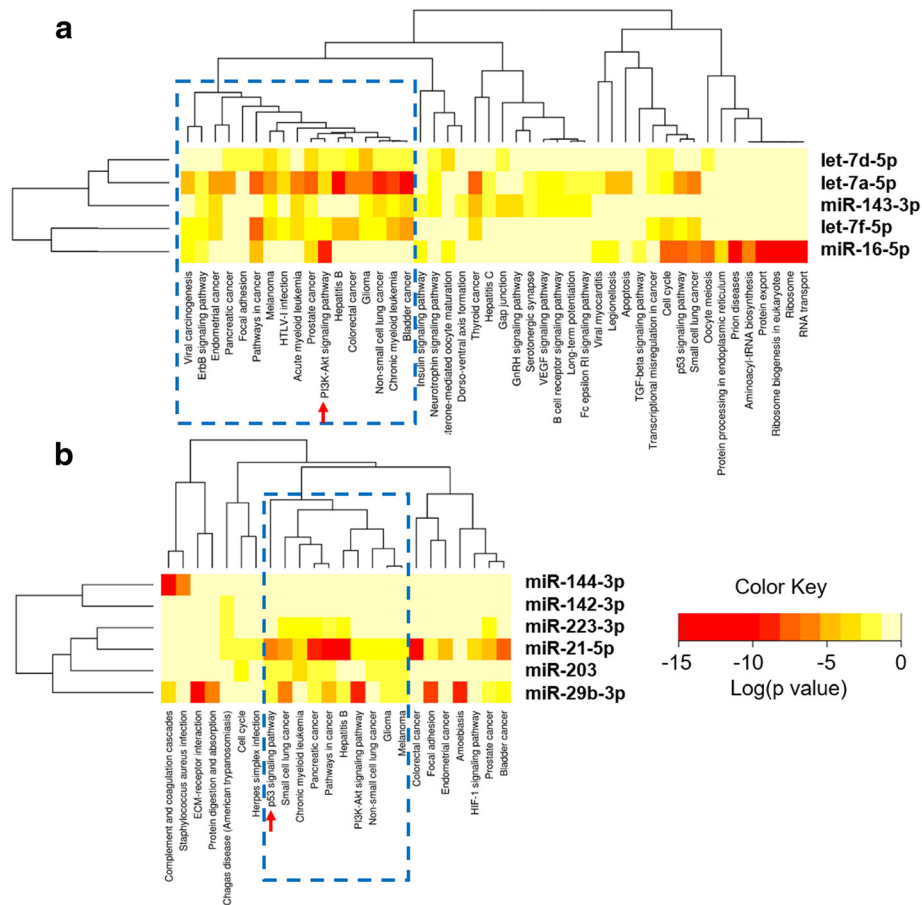 a
let-7d-5p
let-7a-5p
miR-143-3p
let-7f-5p
miR-16-5p
Viral carcinogenesis
ErbB signaling pathway
Endometrial cancer
Pancreatic cancer
Focal adhesion
Pathways in cancer
Melanoma
HTLV-I infection
Acute myeloid leukemia
Prostate cancer
PI3K-Akt signaling pathway
Hepatitis B
Colorectal cancer
Glioma
Non-small cell lung cancer
Chronic myeloid leukemia
Bladder cancer
Insulin signaling pathway
Neurotrophin signaling pathway
sterone-mediated oocyte maturation
Dorso-ventral axis formation
Thyroid cancer
Hepatitis C
Gap junction
GnRH signaling pathway
Serotonergic synapse
VEGF signaling pathway
B cell receptor signaling pathway
Long-term potentiation
Fc epsilon RI signaling pathway
Viral myocarditis
Legionellosis
Apoptosis
TGF-beta signaling pathway
Transcriptional misregulation in cancer
Cell cycle
p53 signaling pathway
Small cell lung cancer
Oocyte meiosis
Protein processing in endoplasmic reticulum
Prion diseases
Aminoacyl-tRNA biosynthesis
Protein export
Ribosome biogenesis in eukaryotes
Ribosome
RNA transport
b
miR-144-3p
miR-142-3p
miR-223-3p
miR-21-5p
miR-203
miR-29b-3p
Complement and coagulation cascades
Staphylococcus aureus infection
ECM-receptor interaction
Protein digestion and absorption
Chagas disease (American trypanosomiasis)
Cell cycle
Herpes simplex infection
p53 signaling pathway
Small cell lung cancer
Chronic myeloid leukemia
Pancreatic cancer
Pathways in cancer
Hepatitis B
PI3K-Akt signaling pathway
Non-small cell lung cancer
Glioma
Melanoma
Colorectal cancer
Focal adhesion
Endometrial cancer
Amoebiasis
HIF-1 signaling pathway
Prostate cancer
Bladder cancer
Color Key
-15 -10 -5 0
Log(p value)